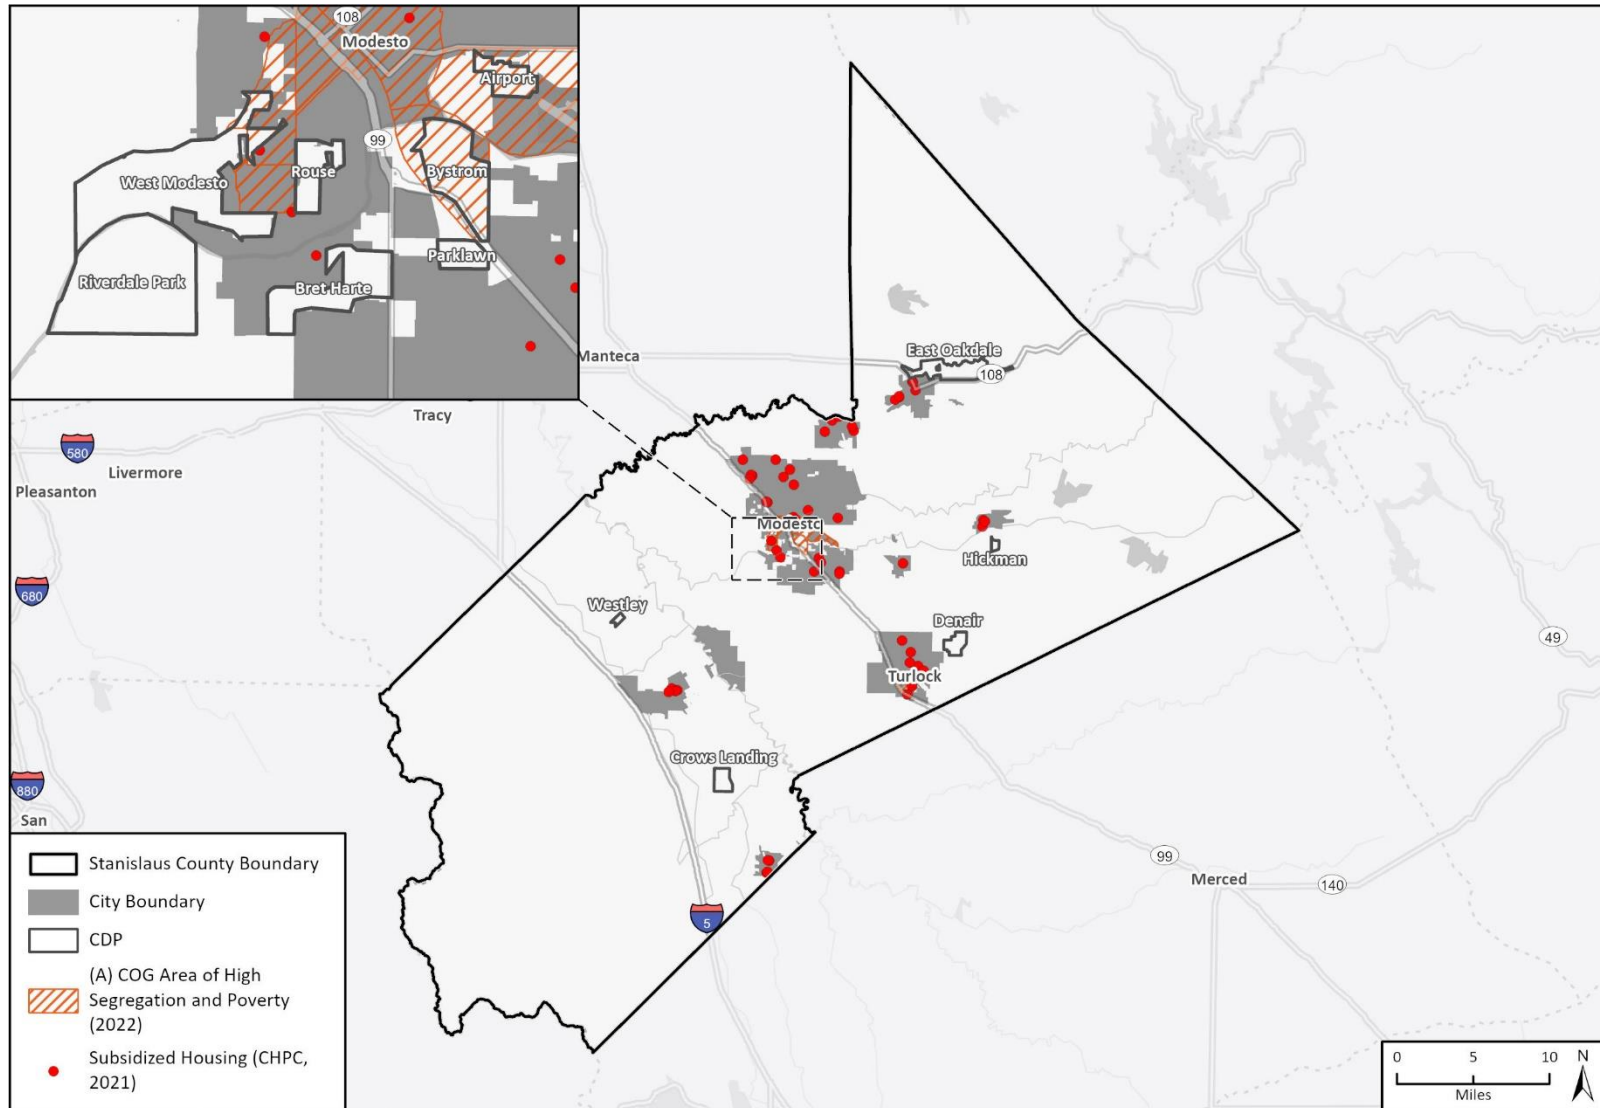 108
Modesto
Airport
99
West Modesto
Rouse
Bystrom
Parklawn
Riverdale Park
Bret Harte
Manteca
Tracy
580
Livermore
Pleasanton
680
880
San
East Oakdale
108
Modesto
Hickman
Westley
Denair
Turlock
Crows Landing
5
49
99
Merced
140
Stanislaus County Boundary
City Boundary
CDP
(A) COG Area of High
Segregation and Poverty
(2022)
Subsidized Housing (CHPC,
2021)
0 5 10
Miles
N